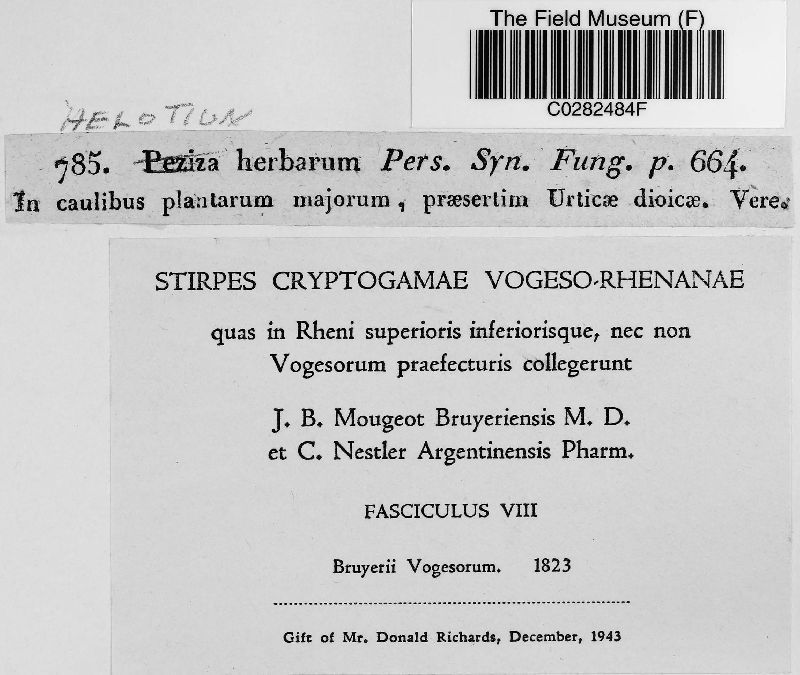 The Field Museum (F)
C0282484F
HELOTIUM
785. Peziza herbarum Pers. Syn. Fung. p. 664.
In caulibus plantarum majorum, præsertim Urticæ dioicæ. Vere.
STIRPES CRYPTOGAMAE VOGESO-RHENANAE
quas in Rheni superioris inferiorisque, nec non
Vogesorum praefecturis collegerunt
J. B. Mougeot Bruyeriensis M. D.
et C. Nestler Argentinensis Pharm.
FASCICULUS VIII
Bruyerii Vogesorum. 1823
Gift of Mr. Donald Richards, December, 1943